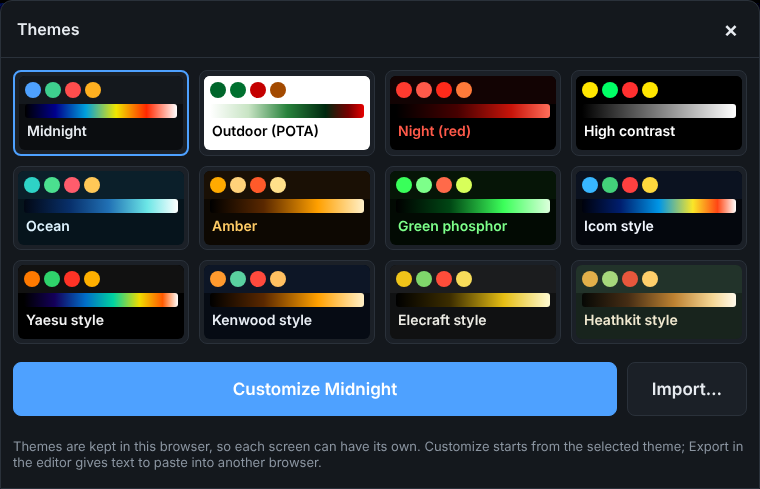 Themes
×
Midnight
Outdoor (POTA)
Night (red)
High contrast
Ocean
Amber
Green phosphor
Icom style
Yaesu style
Kenwood style
Elecraft style
Heathkit style
Customize Midnight
Import...
Themes are kept in this browser, so each screen can have its own. Customize starts from the selected theme; Export in
the editor gives text to paste into another browser.